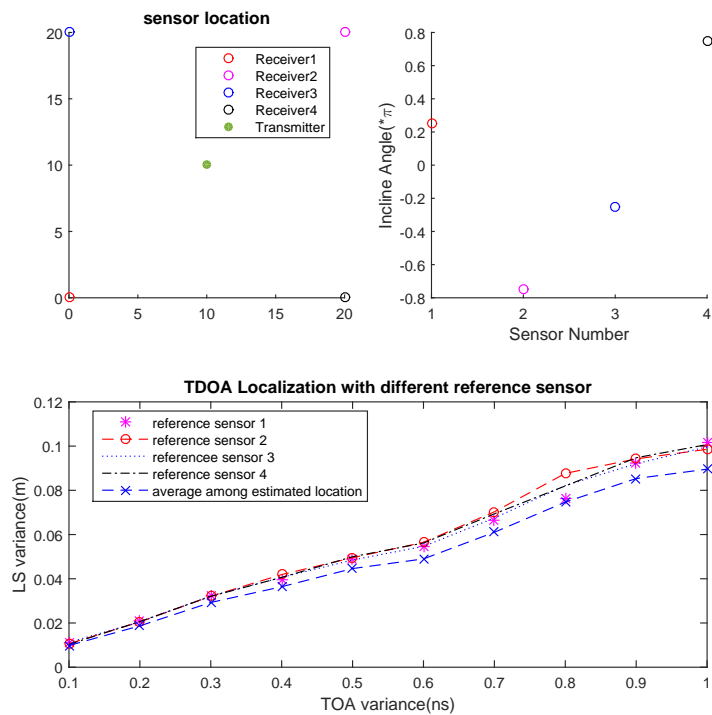 sensor location
20
15
10
5
0
0
5
10
15
20
Receiver1
Receiver2
Receiver3
Receiver4
Transmitter
0.8
0.6
0.4
0.2
0
-0.2
-0.4
-0.6
-0.8
1
2
3
4
Incline Angle(*π)
Sensor Number
TDOA Localization with different reference sensor
0.12
0.1
0.08
0.06
0.04
0.02
0
0.1
0.2
0.3
0.4
0.5
0.6
0.7
0.8
0.9
1
LS variance(m)
TOA variance(ns)
reference sensor 1
reference sensor 2
referencee sensor 3
reference sensor 4
average among estimated location